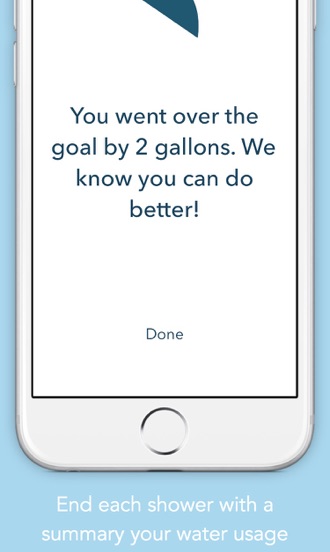 You went over the
goal by 2 gallons. We
know you can do
better!
Done
End each shower with a
summary your water usage